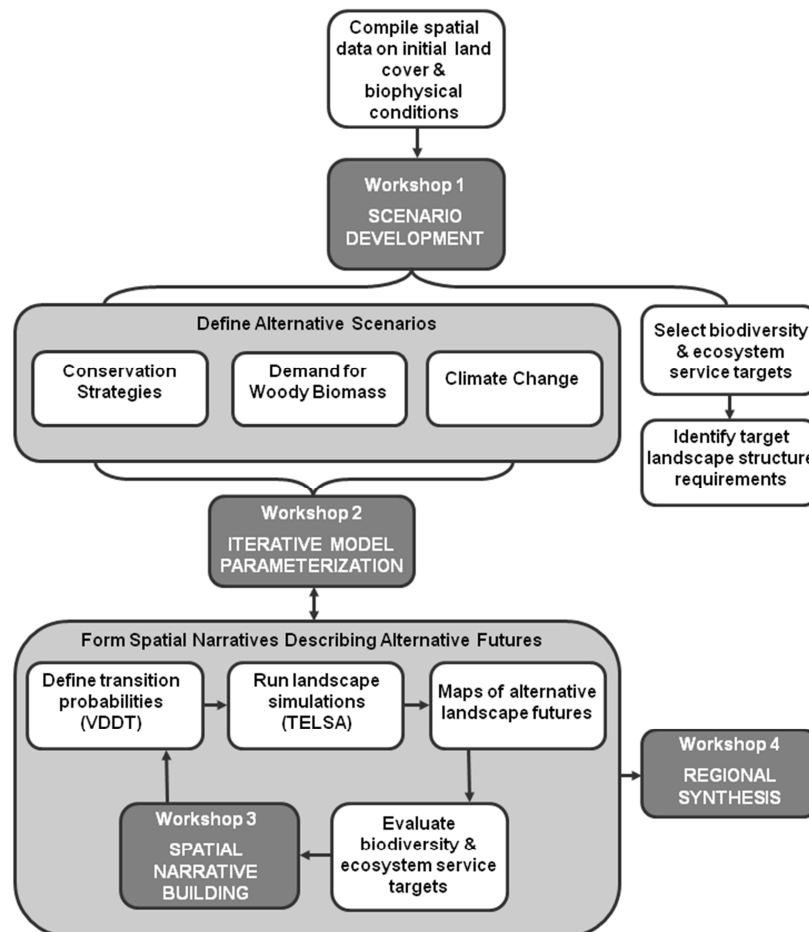 Compile spatial
data on initial land
cover &
biophysical
conditions
Workshop 1
SCENARIO
DEVELOPMENT
Define Alternative Scenarios
Conservation
Strategies
Demand for
Woody Biomass
Climate Change
Select biodiversity
& ecosystem
service targets
Identify target
landscape structure
requirements
Workshop 2
ITERATIVE MODEL
PARAMETERIZATION
Form Spatial Narratives Describing Alternative Futures
Define transition
probabilities
(VDDT)
Run landscape
simulations
(TELSA)
Maps of alternative
landscape futures
Workshop 3
SPATIAL
NARRATIVE
BUILDING
Evaluate
biodiversity &
ecosystem service
targets
Workshop 4
REGIONAL
SYNTHESIS